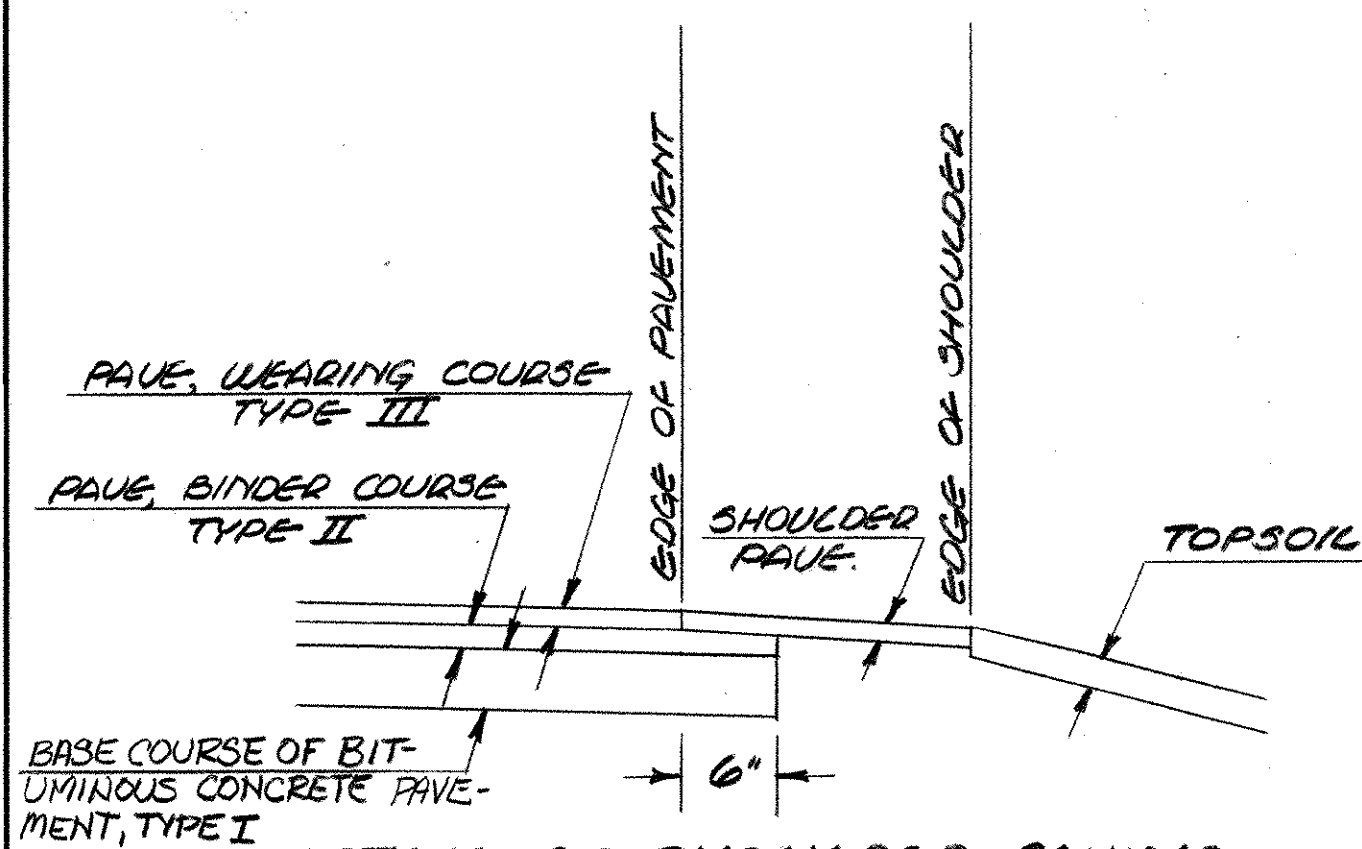 EDGE OF PAVEMENT
EDGE OF SHOULDER
PAVE, WEARING COURSE
TYPE III
PAVE, BINDER COURSE
TYPE II
SHOULDER
PAVE.
TOPSOIL
BASE COURSE OF BIT-
UMINOUS CONCRETE PAVE-
MENT, TYPE I
6"